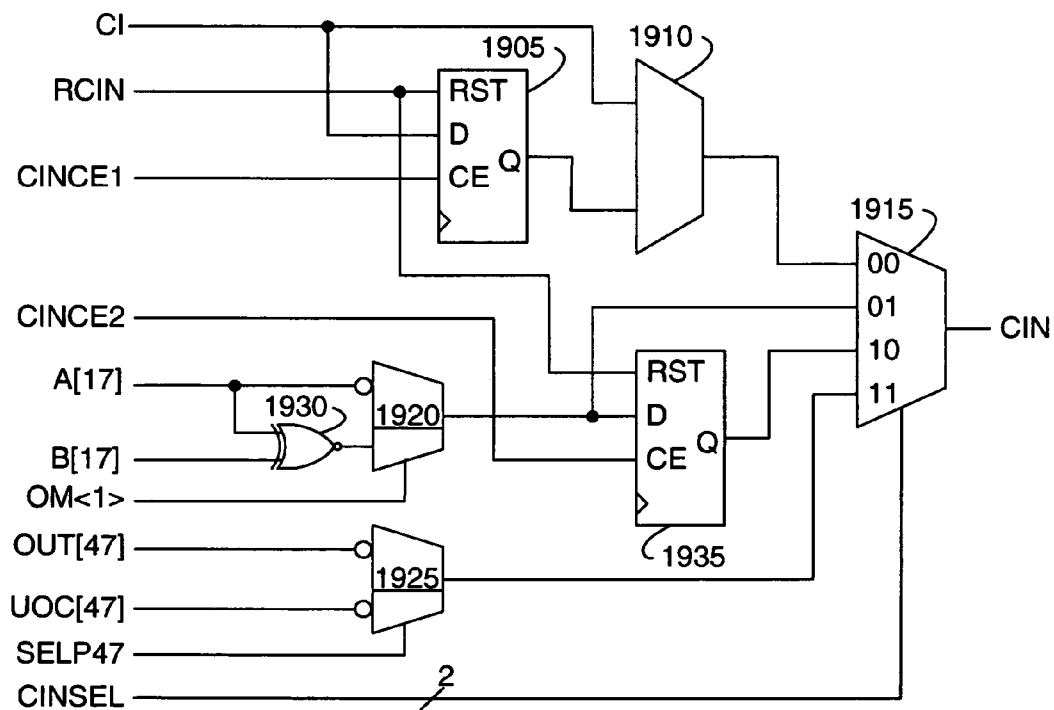 CI
1905
1910
RCIN
RST
D
Q
CINCE1
CE
1915
00
CINCE2
01
CIN
10
A[17]
RST
11
1930
1920
D
Q
B[17]
CE
OM<1>
OUT[47]
1935
1925
UOC[47]
SELP47
2
CINSEL